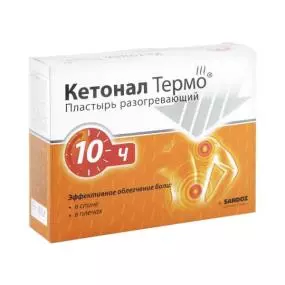 Кетонал Термо®
Пластырь разогревающий
10 ч
Эффективное облегчение боли:
• в спине
• в плечах
SANDOZ